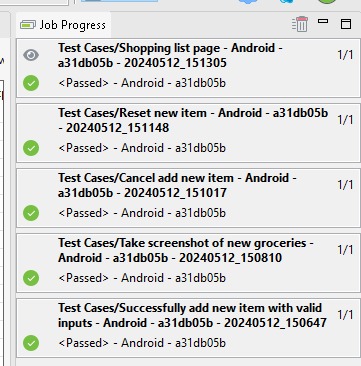 Job Progress
Test Cases/Shopping list page - Android -
a31db05b - 20240512_151305
1/1
<Passed> - Android - a31db05b
Test Cases/Reset new item - Android - a31db05b
- 20240512_151148
1/1
<Passed> - Android - a31db05b
Test Cases/Cancel add new item - Android -
a31db05b - 20240512_151017
1/1
<Passed> - Android - a31db05b
Test Cases/Take screenshot of new groceries -
Android - a31db05b - 20240512_150810
1/1
<Passed> - Android - a31db05b
Test Cases/Successfully add new item with valid
inputs - Android - a31db05b - 20240512_150647
1/1
<Passed> - Android - a31db05b